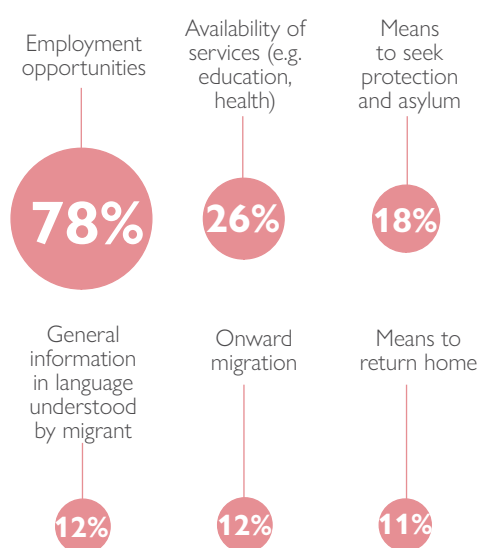 Employment
opportunities
Availability of
services (e.g.
education,
health)
Means
to seek
protection
and asylum
78%
26%
18%
General
information
in language
understood
by migrant
Onward
migration
Means to
return home
12%
12%
11%